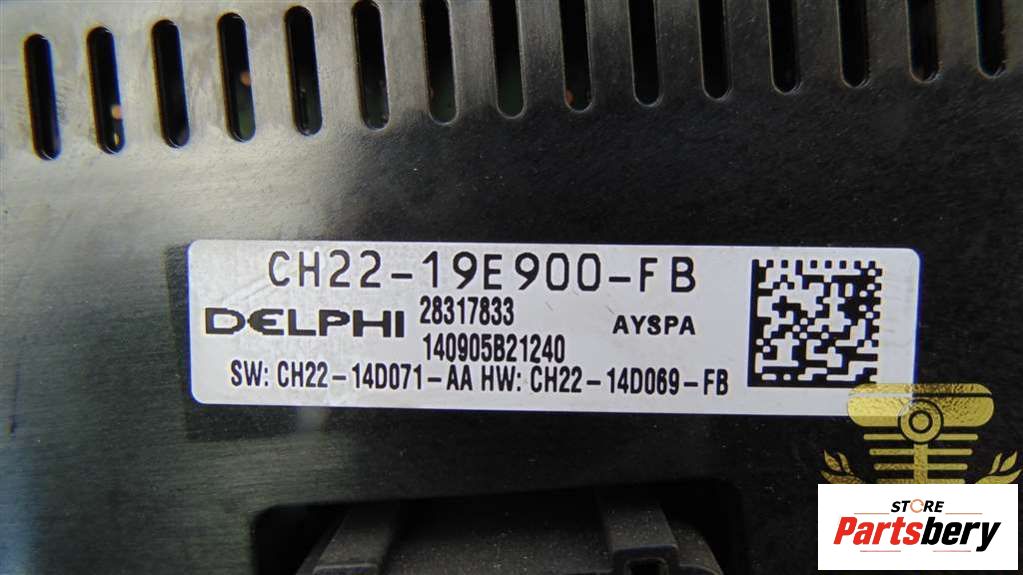 CH22-19E900-FB
DELPHI 28317833 AYSPA
140905B21240
SW: CH22-14D071-AA HW: CH22-14D069-FB
STORE
Partsbery